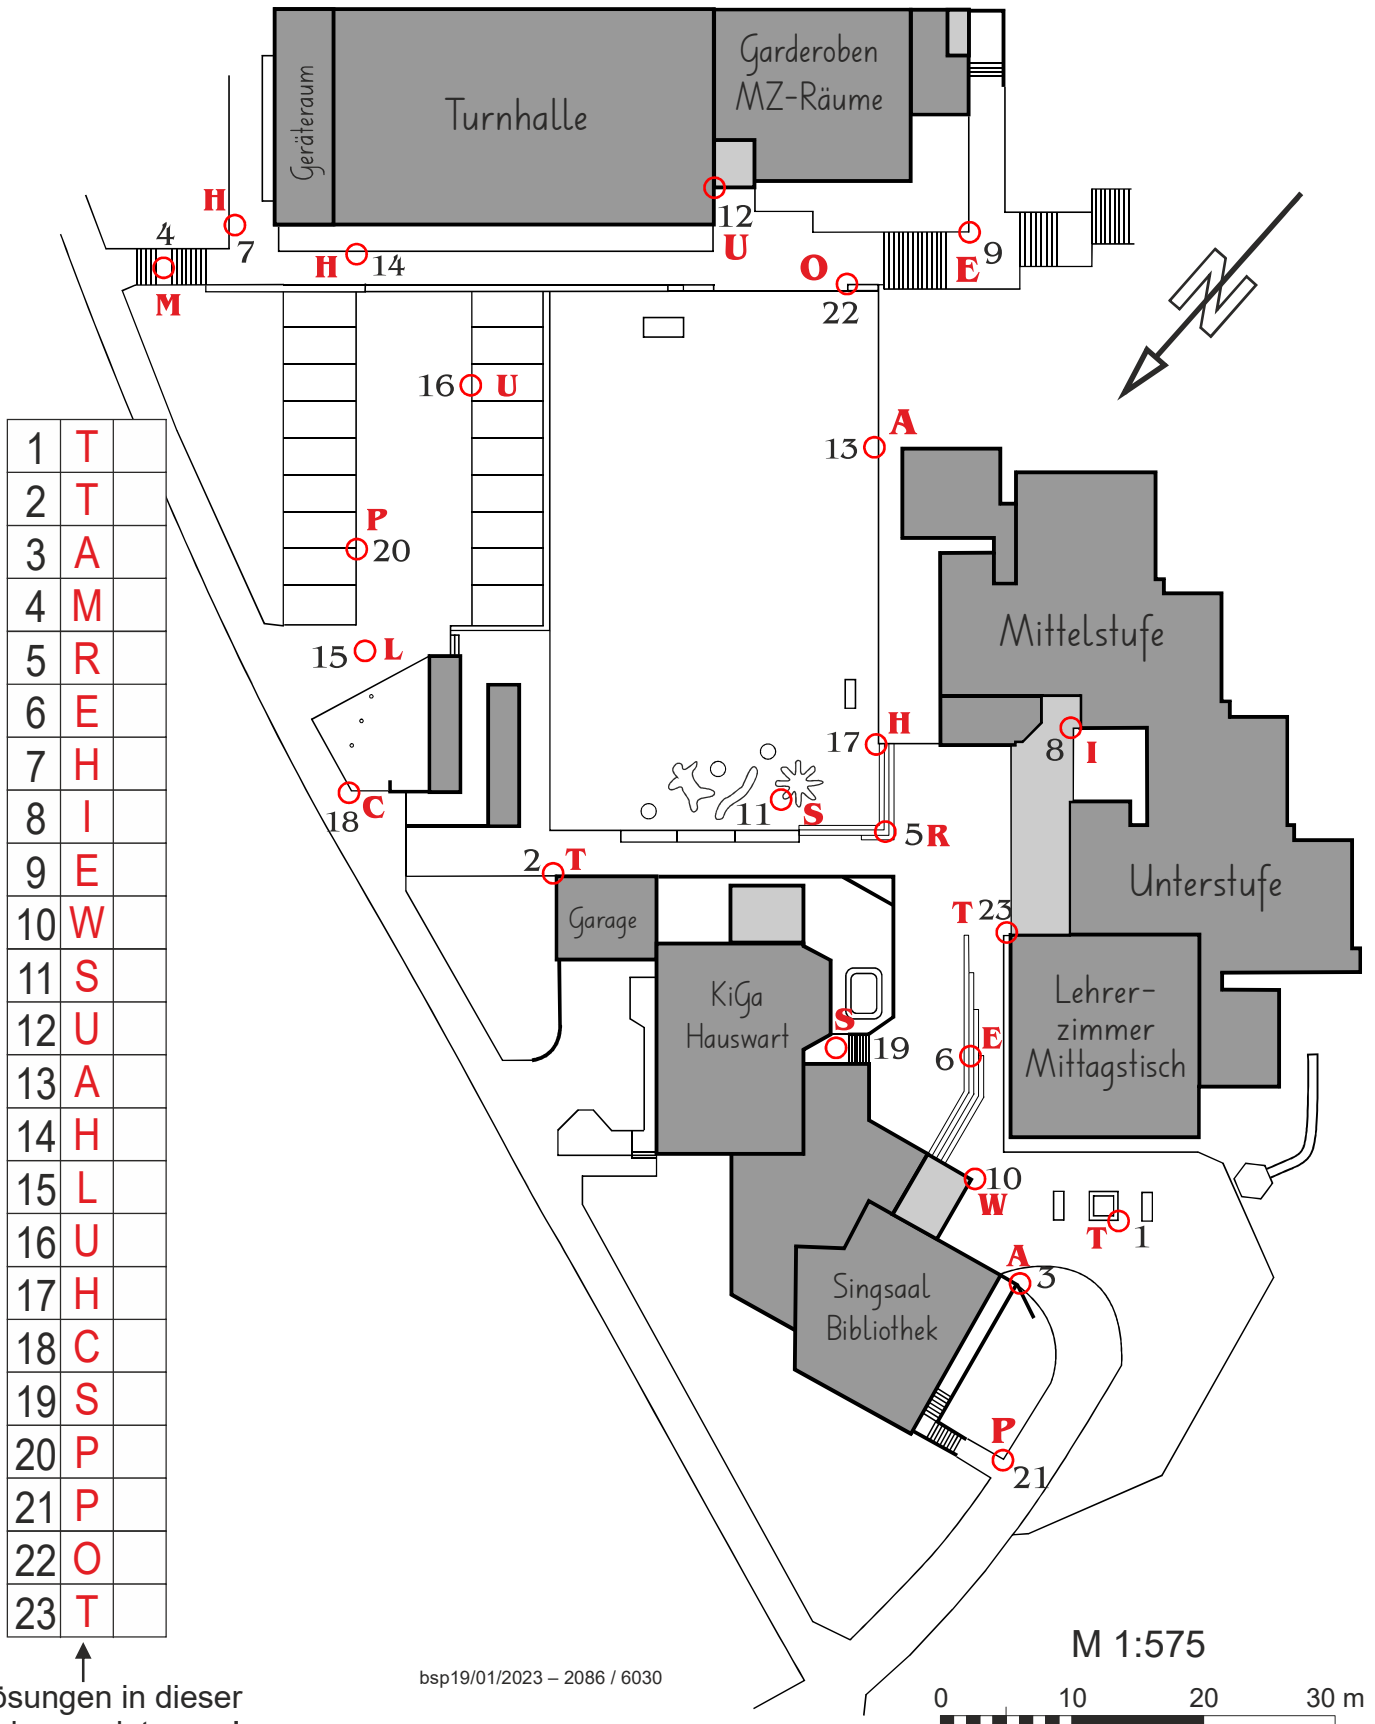 Geräteraum
Turnhalle
Garderoben
MZ-Räume
H
7
4
M
H
14
12
U
O
22
E
9
N
16
U
13
A
P
20
15
L
Mittelstufe
17
H
8
I
18
C
11
S
5
R
2
T
Garage
Unterstufe
T
23
KiGa
Hauswart
S
19
E
6
Lehrer-
zimmer
Mittagstisch
10
W
T
1
A
3
Singsaal
Bibliothek
P
21
1 T
2 T
3 A
4 M
5 R
6 E
7 H
8 I
9 E
10 W
11 S
12 U
13 A
14 H
15 L
16 U
17 H
18 C
19 S
20 P
21 P
22 O
23 T
ösungen in dieser
bsp19/01/2023 – 2086 / 6030
M 1:575
0 10 20 30 m